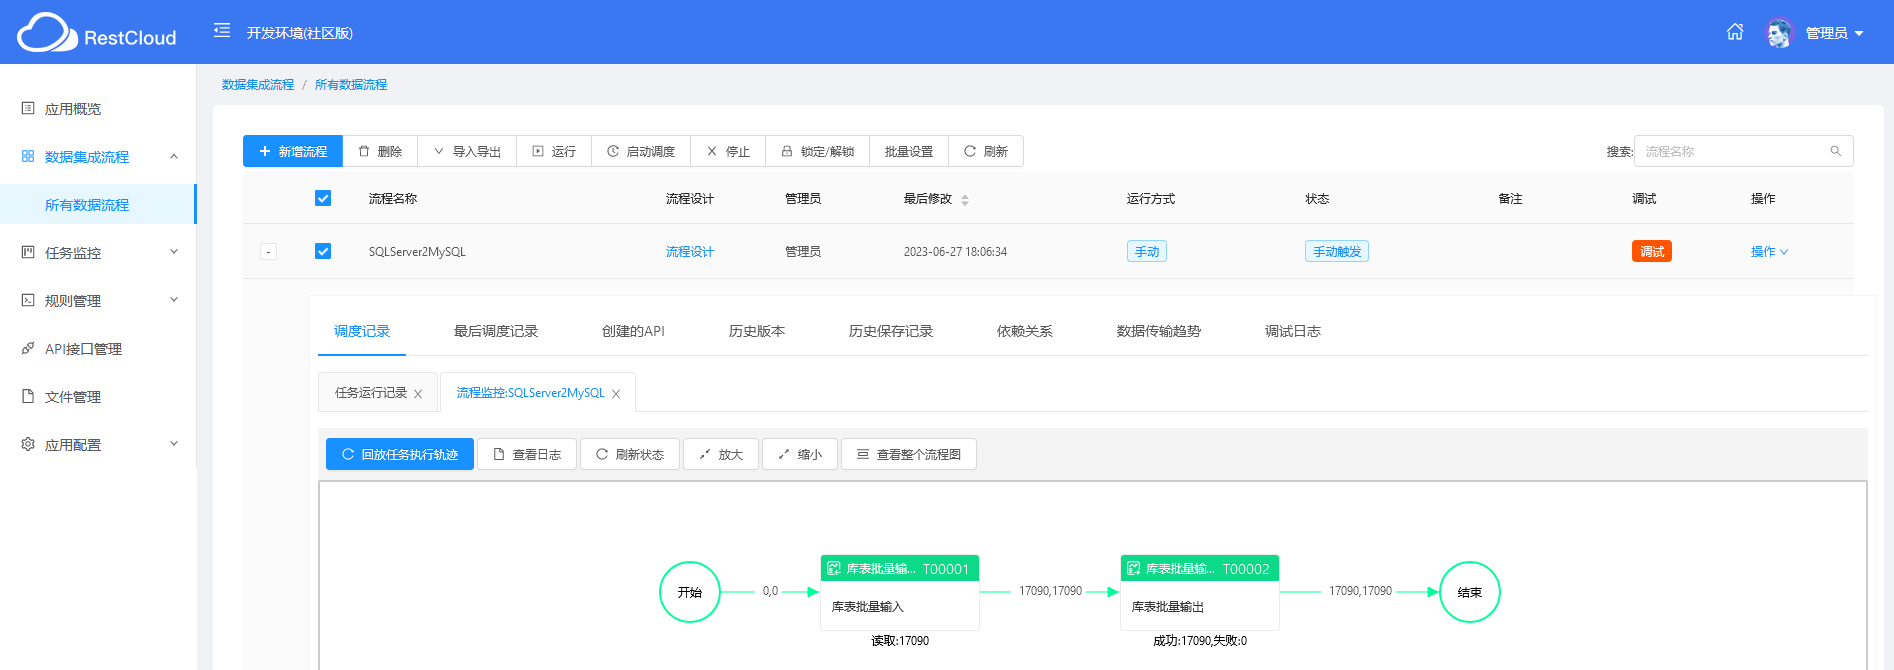 RestCloud
开发环境(社区版)
管理员
应用概览
数据集成流程
所有数据流程
任务监控
规则管理
API接口管理
文件管理
应用配置
数据集成流程 / 所有数据流程
+ 新增流程 删除 导入导出 运行 启动调度 停止 锁定/解锁 批量设置 刷新
搜索: 流程名称
流程名称 流程设计 管理员 最后修改 运行方式 状态 备注 调试 操作
- SQLServer2MySQL 流程设计 管理员 2023-06-27 18:06:34 手动 手动触发 调试 操作
调度记录 最后调度记录 创建的API 历史版本 历史保存记录 依赖关系 数据传输趋势 调试日志
任务运行记录 流程监控:SQLServer2MySQL
回放任务执行轨迹 查看日志 刷新状态 放大 缩小 查看整个流程图
开始
0,0
库表批量输... T00001
库表批量输入
读取:17090
17090,17090
库表批量输... T00002
库表批量输出
成功:17090,失败:0
17090,17090
结束